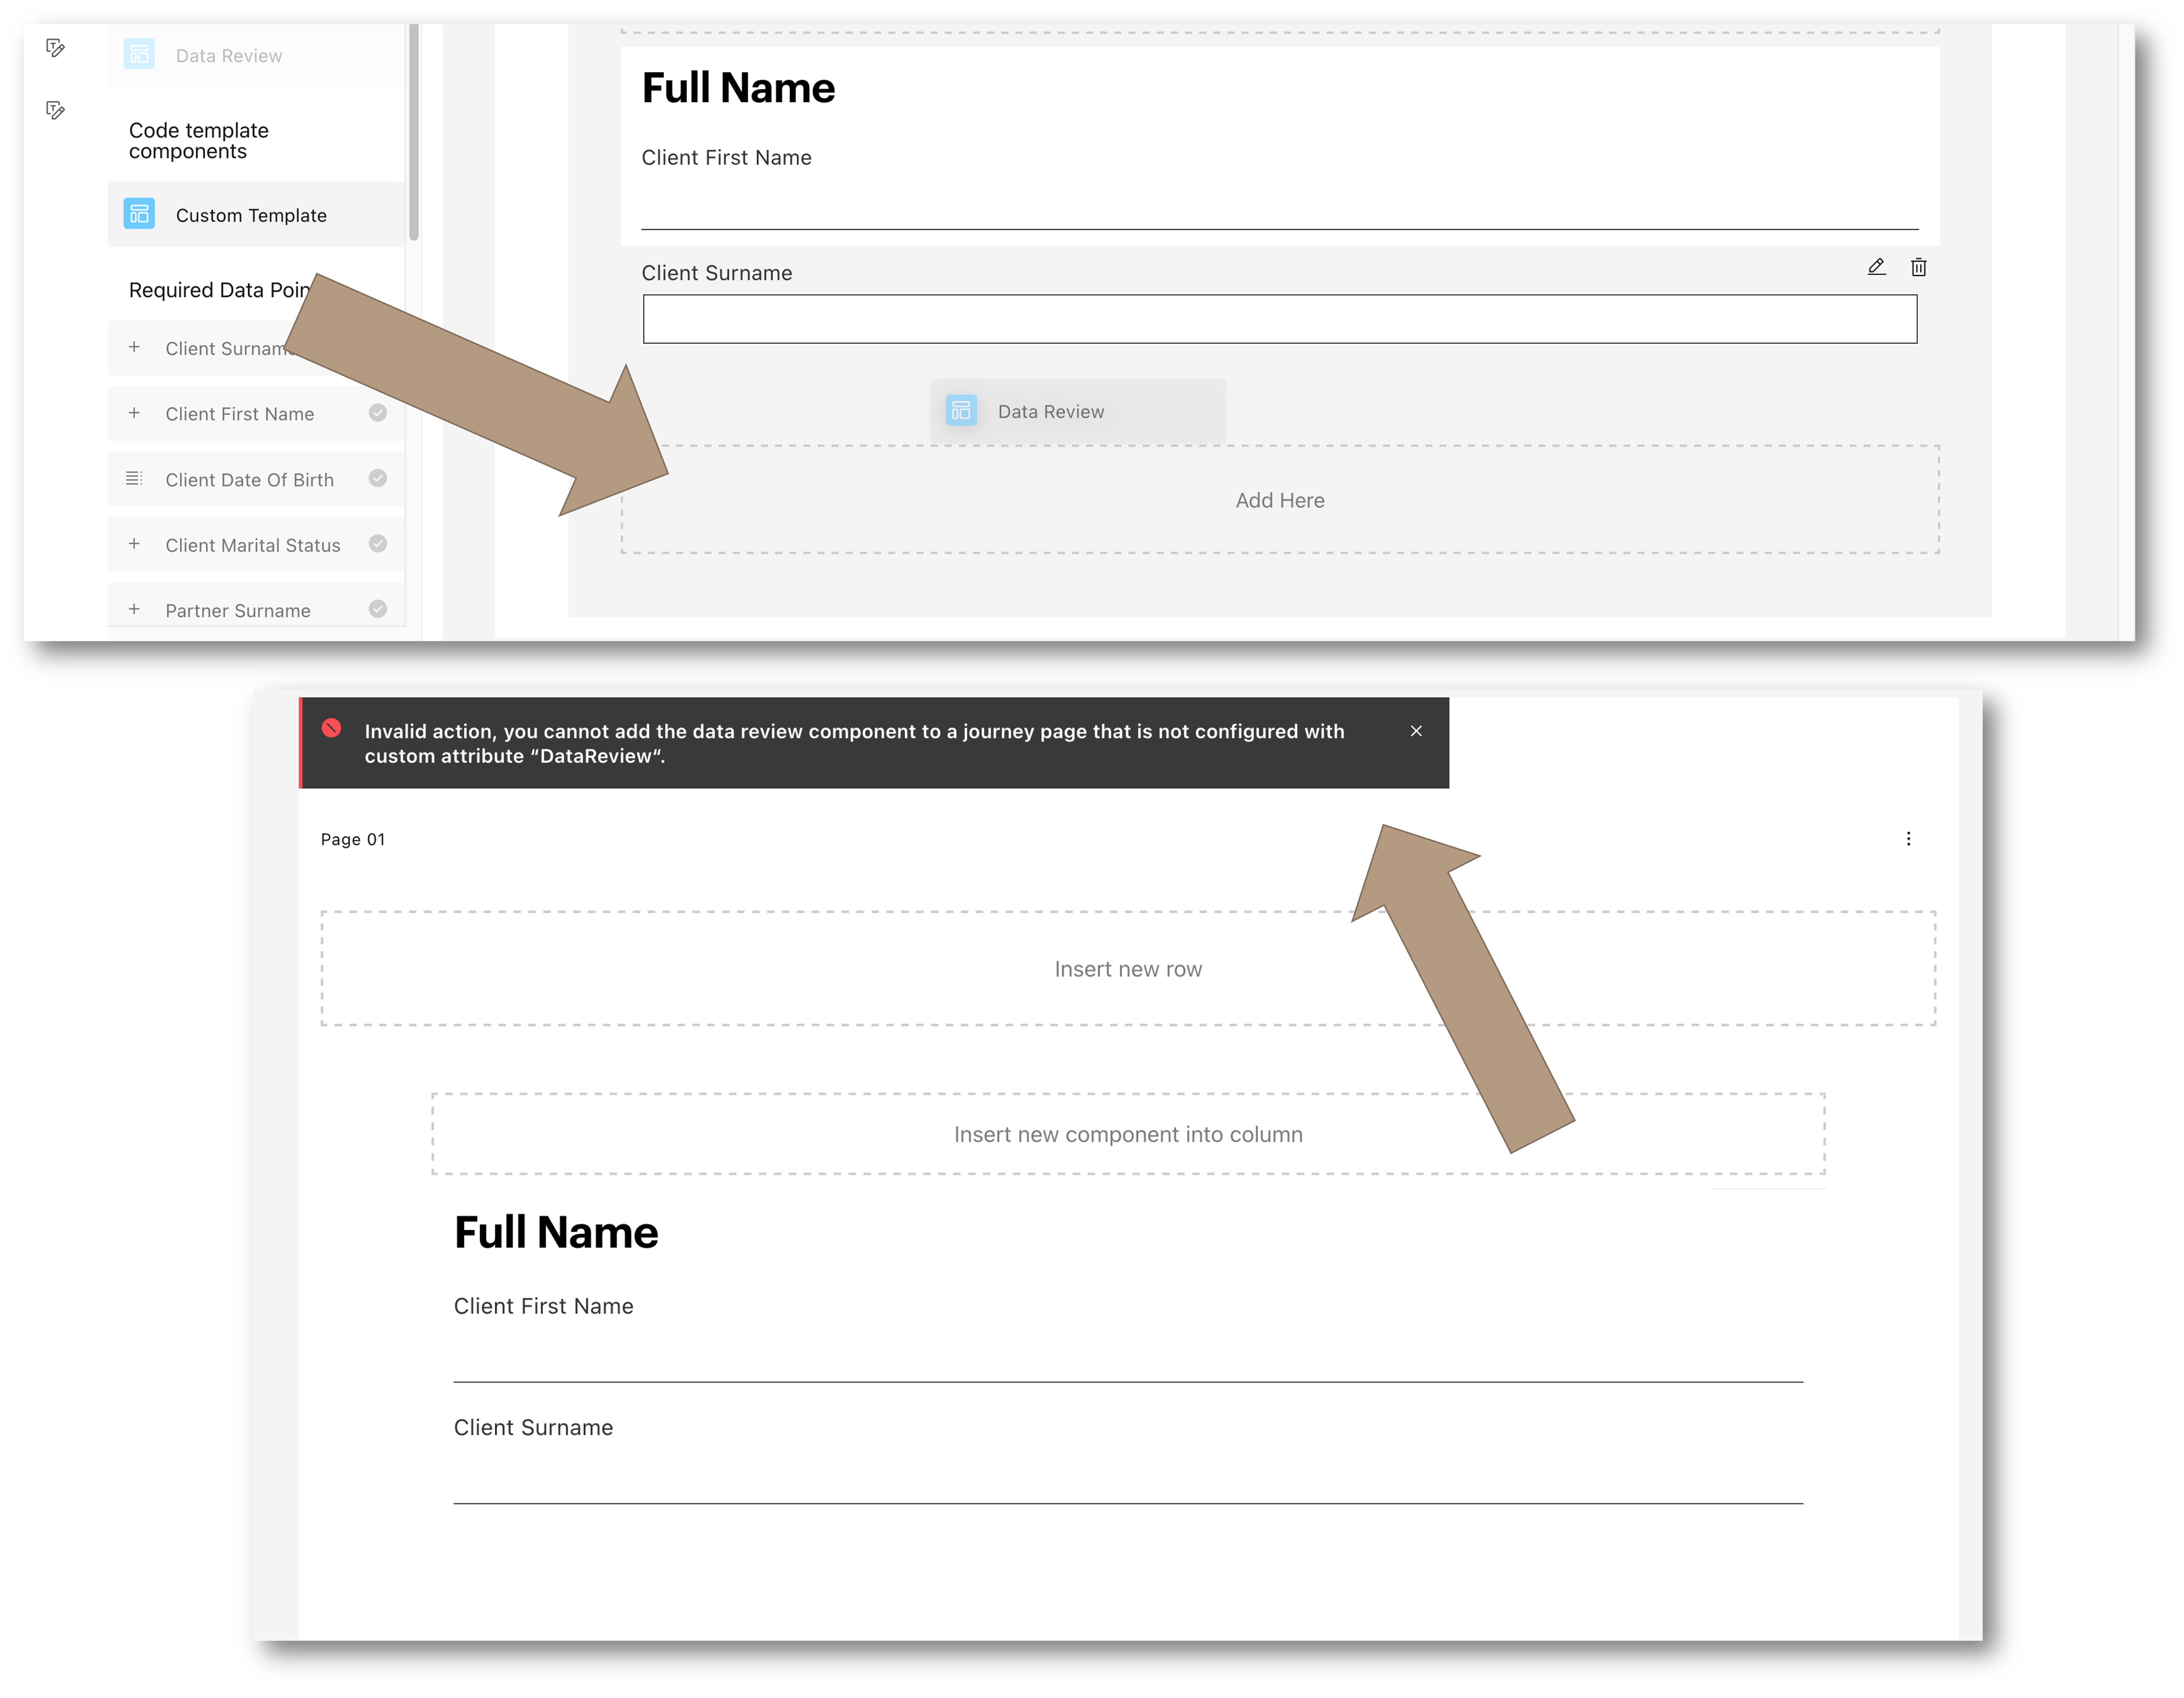 Data Review
Code template
components
Custom Template
Required Data Poin
Client Surname
Client First Name
Client Date Of Birth
Client Marital Status
Partner Surname
Full Name
Client First Name
Client Surname
Data Review
Add Here
Invalid action, you cannot add the data review component to a journey page that is not configured with
custom attribute “DataReview“.
Page 01
Insert new row
Insert new component into column
Full Name
Client First Name
Client Surname